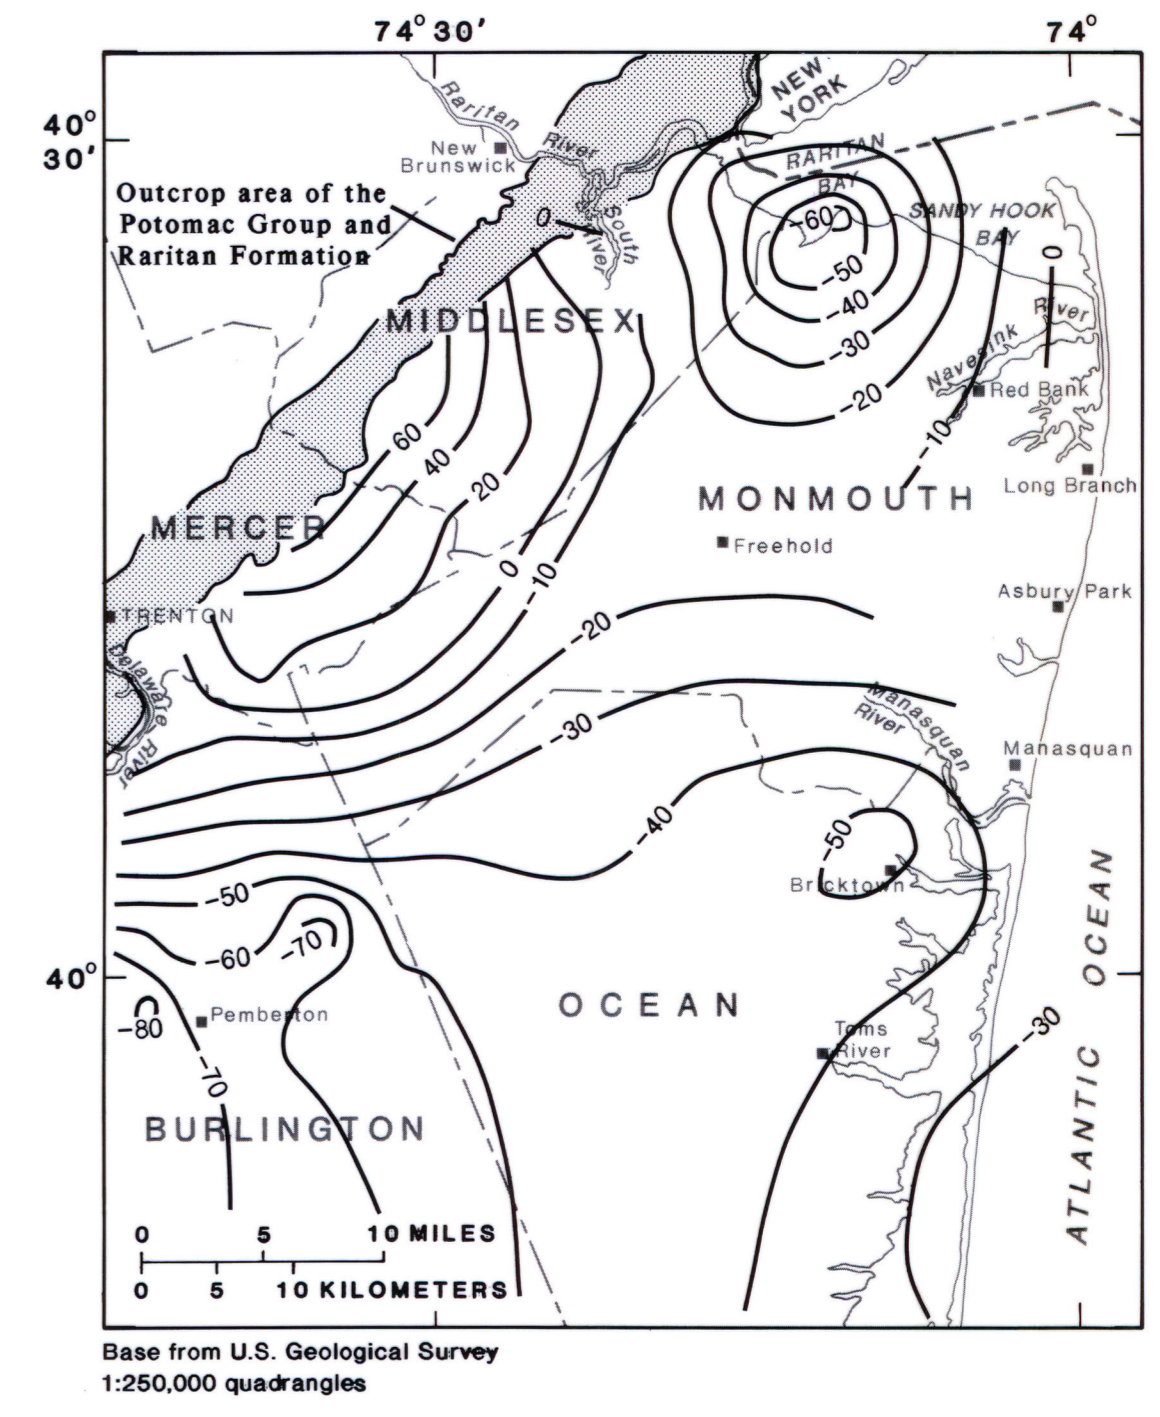 74° 30′
74°
40°
30′
Raritan
River
New
Brunswick
NEW
YORK
RARITAN
BAY
Outcrop area of the
Potomac Group and
Raritan Formation
0
South
River
-60
SANDY HOOK
BAY
0
-50
MIDDLESEX
-40
River
Navesink
-30
Red Bank
-20
60
-10
40
20
Long Branch
MONMOUTH
MERCER
Freehold
0
-10
Asbury Park
TRENTON
-20
Delaware
River
Manasquan
River
-30
Manasquan
-40
-50
Bricktown
-50
-60
-70
40°
OCEAN
ATLANTIC OCEAN
-80
Pemberton
Toms
River
-30
-70
BURLINGTON
0 5 10 MILES
0 5 10 KILOMETERS
Base from U.S. Geological Survey
1:250,000 quadrangles